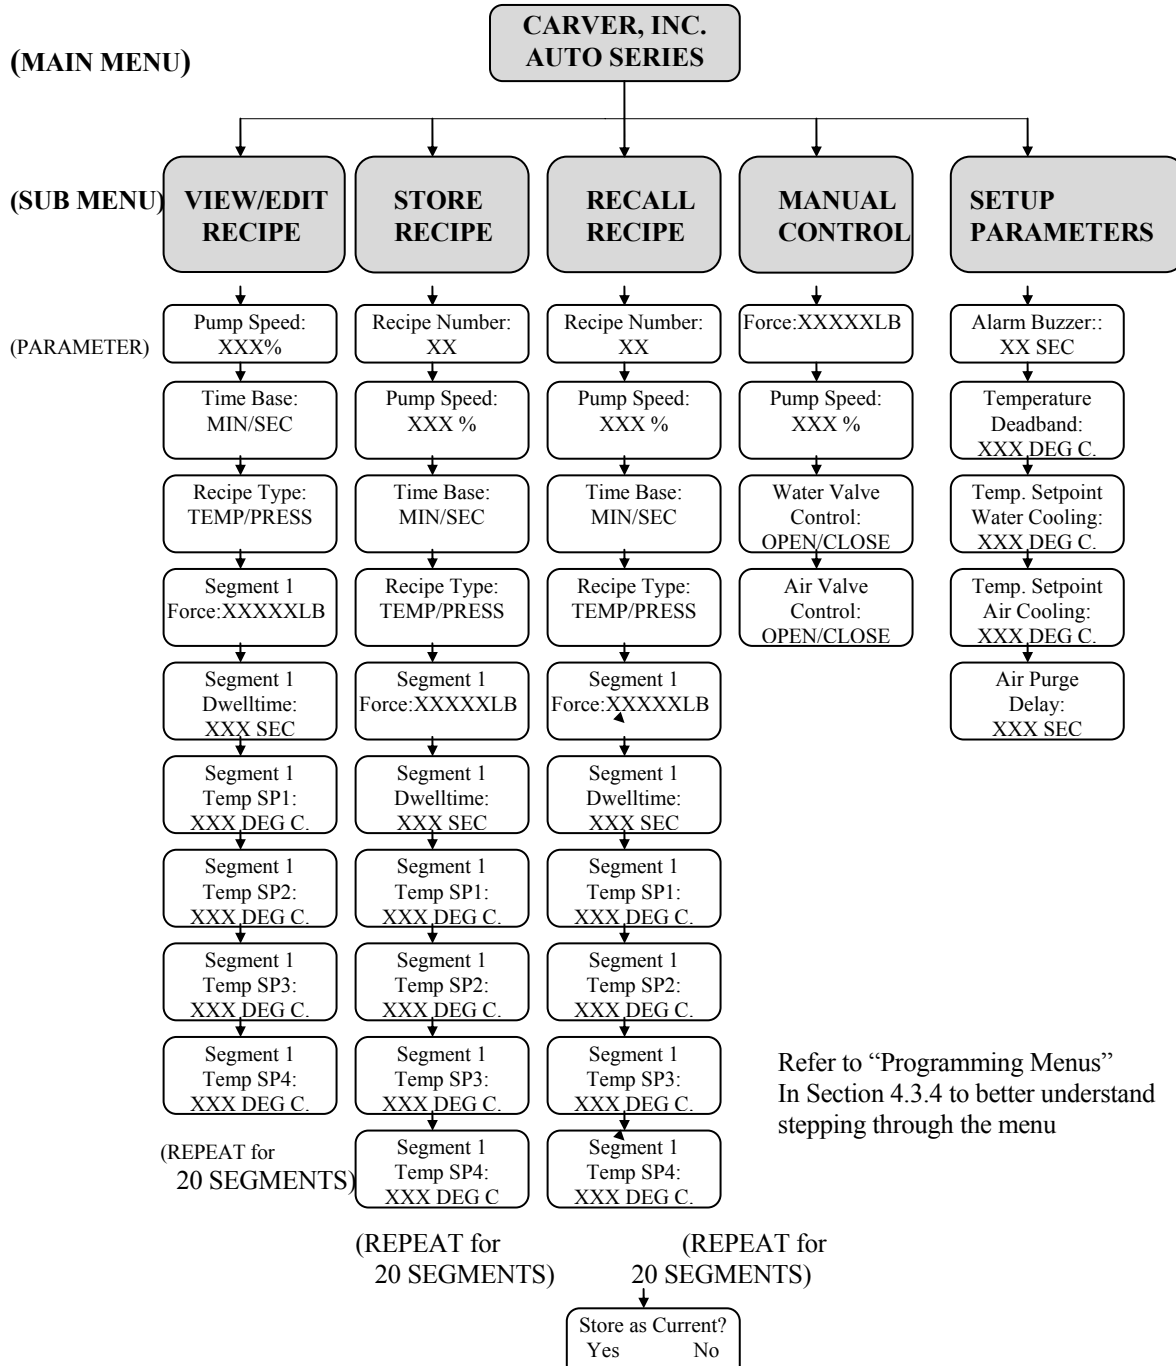 CARVER, INC.
AUTO SERIES
(MAIN MENU)
(SUB MENU)
VIEW/EDIT
RECIPE
STORE
RECIPE
RECALL
RECIPE
MANUAL
CONTROL
SETUP
PARAMETERS
(PARAMETER)
Pump Speed:
XXX%
Time Base:
MIN/SEC
Recipe Type:
TEMP/PRESS
Segment 1
Force:XXXXXLB
Segment 1
Dwelltime:
XXX SEC
Segment 1
Temp SP1:
XXX DEG C.
Segment 1
Temp SP2:
XXX DEG C.
Segment 1
Temp SP3:
XXX DEG C.
Segment 1
Temp SP4:
XXX DEG C.
(REPEAT for
20 SEGMENTS)
Recipe Number:
XX
Pump Speed:
XXX %
Time Base:
MIN/SEC
Recipe Type:
TEMP/PRESS
Segment 1
Force:XXXXXLB
Segment 1
Dwelltime:
XXX SEC
Segment 1
Temp SP1:
XXX DEG C.
Segment 1
Temp SP2:
XXX DEG C.
Segment 1
Temp SP3:
XXX DEG C.
Segment 1
Temp SP4:
XXX DEG C
(REPEAT for
20 SEGMENTS)
Recipe Number:
XX
Pump Speed:
XXX %
Time Base:
MIN/SEC
Recipe Type:
TEMP/PRESS
Segment 1
Force:XXXXXLB
Segment 1
Dwelltime:
XXX SEC
Segment 1
Temp SP1:
XXX DEG C.
Segment 1
Temp SP2:
XXX DEG C.
Segment 1
Temp SP3:
XXX DEG C.
Segment 1
Temp SP4:
XXX DEG C.
(REPEAT for
20 SEGMENTS)
Store as Current?
Yes No
Force:XXXXXLB
Pump Speed:
XXX %
Water Valve
Control:
OPEN/CLOSE
Air Valve
Control:
OPEN/CLOSE
Alarm Buzzer::
XX SEC
Temperature
Deadband:
XXX DEG C.
Temp. Setpoint
Water Cooling:
XXX DEG C.
Temp. Setpoint
Air Cooling:
XXX DEG C.
Air Purge
Delay:
XXX SEC
Refer to “Programming Menus”
In Section 4.3.4 to better understand
stepping through the menu